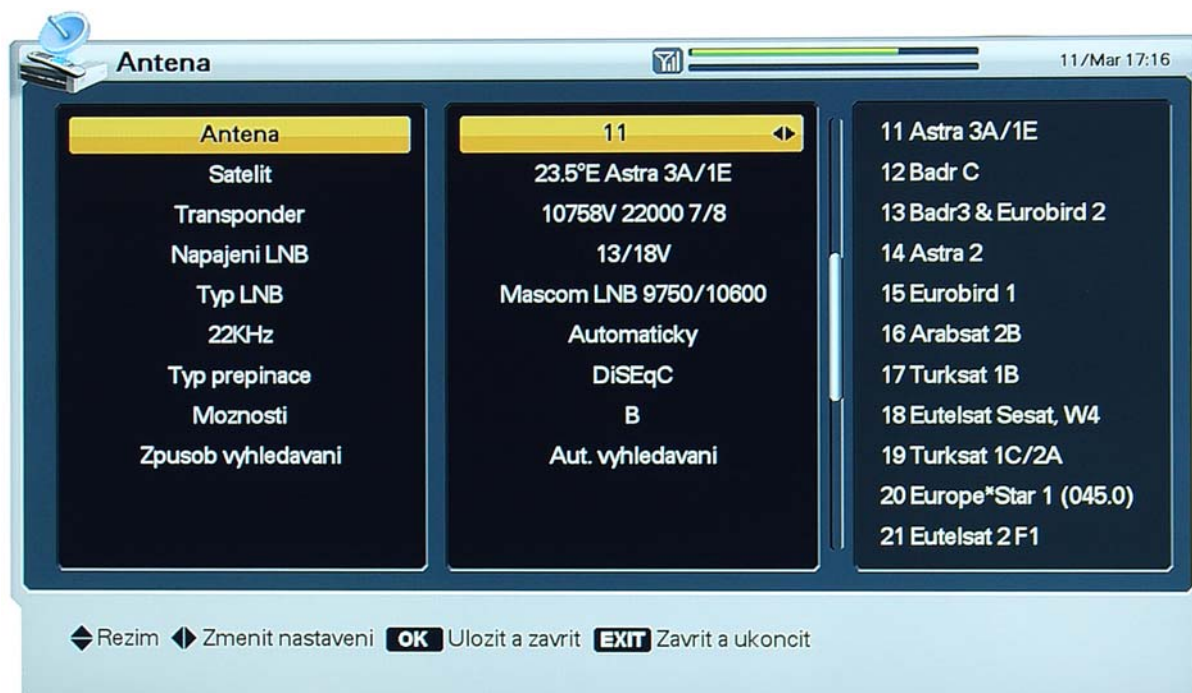 Antena
11/Mar 17:16
Antena 11
Satelit 23.5°E Astra 3A/1E
Transponder 10758V 22000 7/8
Napajeni LNB 13/18V
Typ LNB Mascom LNB 9750/10600
22KHz Automaticky
Typ prepinace DiSEqC
Moznosti B
Zpusob vyhledavani Aut. vyhledavani
11 Astra 3A/1E
12 Badr C
13 Badr3 & Eurobird 2
14 Astra 2
15 Eurobird 1
16 Arabsat 2B
17 Turksat 1B
18 Eutelsat Sesat, W4
19 Turksat 1C/2A
20 Europe*Star 1 (045.0)
21 Eutelsat 2 F1
Rezim Zmenit nastaveni OK Ulozit a zavrit EXIT Zavrit a ukoncit